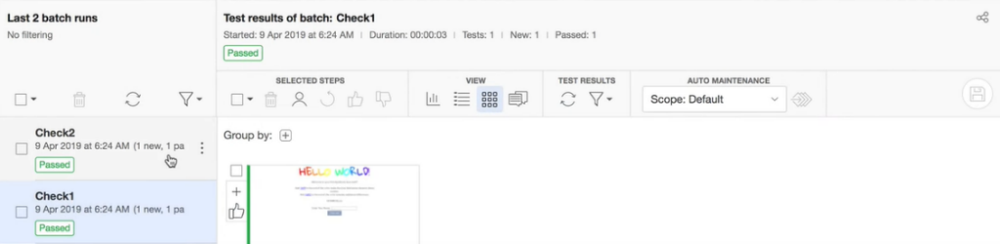 Last 2 batch runs
No filtering
Test results of batch: Check1
Started: 9 Apr 2019 at 6:24 AM | Duration: 00:00:03 | Tests: 1 | New: 1 | Passed: 1
Passed
SELECTED STEPS
VIEW
TEST RESULTS
AUTO MAINTENANCE
Scope: Default
Check2
9 Apr 2019 at 6:24 AM (1 new, 1 pa
Passed
Check1
9 Apr 2019 at 6:24 AM (1 new, 1 pa
Passed
Group by:
HELLO WORLD!